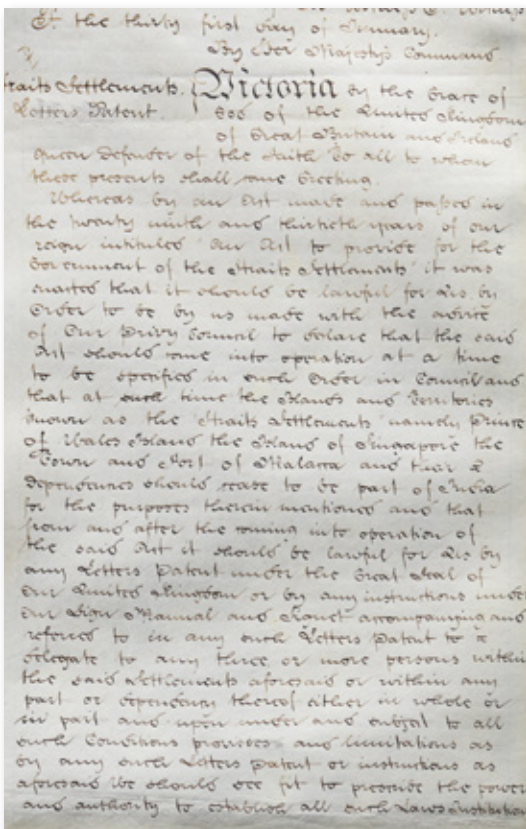 Of the thirty first day of January.
By Her Majesty's Command
Straits Settlements.
Letters Patent.
Victoria by the Grace of
God of the United Kingdom
of Great Britain and Ireland
Queen Defender of the Faith To all to whom
these presents shall come Greeting.
Whereas by an Act made and passed in
the twenty ninth and thirtieth years of our
reign intituled "An Act to provide for the
Government of the Straits Settlements" it was
enacted that it should be lawful for Us by
Order to be by us made with the advice
of Our Privy Council to declare that the said
Act should come into operation at a time
to be specified in such Order in Council and
that at such time the Islands and Territories
known as the Straits Settlements namely Prince
of Wales Island the Island of Singapore the
Town and Port of Malacca and their
dependencies should cease to be part of India
for the purposes therein mentioned and that
from and after the coming into operation of
the said Act it should be lawful for Us by
any Letters Patent under the Great Seal of
Our United Kingdom or by any instructions under
Our Sign Manual and Signet accompanying and
referred to in any such Letters Patent to
delegate to any three or more persons within
the said Settlements aforesaid or within any
part or dependency thereof either in whole or
in part and upon under and subject to all
such Conditions provisoes and limitations as
by any such Letters Patent or instructions as
aforesaid We should see fit to prescribe the power
and authority to establish all such Laws Institution